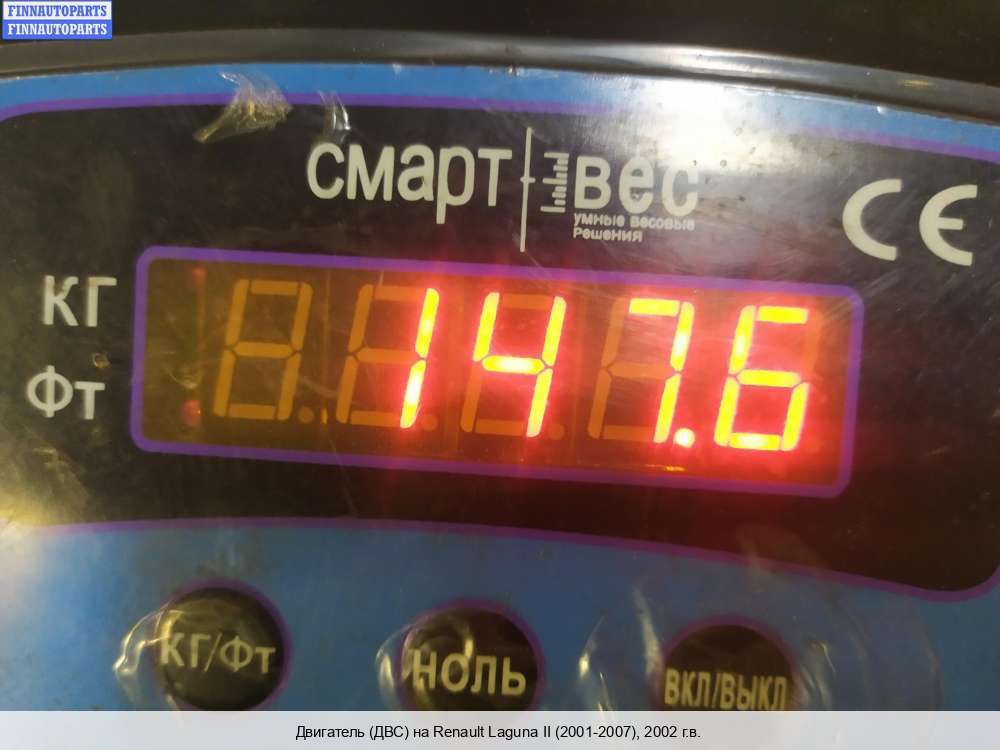 FINNAUTOPARTS
FINNAUTOPARTS
смарт вес
умные весовые
Решения
CE
КГ
147.6
Фт
КГ/Фт
НОЛЬ
ВКЛ/ВЫКЛ
Двигатель (ДВС) на Renault Laguna II (2001-2007), 2002 г.в.